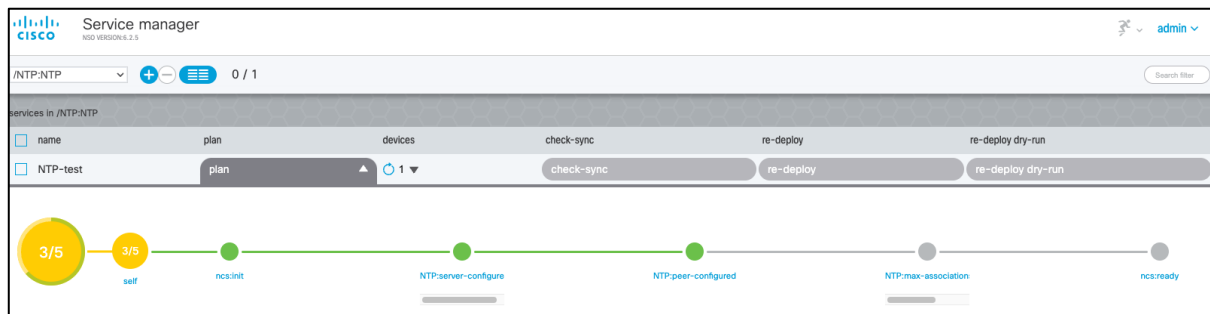 CISCO
Service manager
NSO VERSION:6.2.5
admin
/NTP:NTP
0 / 1
Search filter
services in /NTP:NTP
name plan devices check-sync re-deploy re-deploy dry-run
NTP-test plan 1 check-sync re-deploy re-deploy dry-run
3/5 3/5
self ncs:init NTP:server-configure NTP:peer-configured NTP:max-association ncs:ready